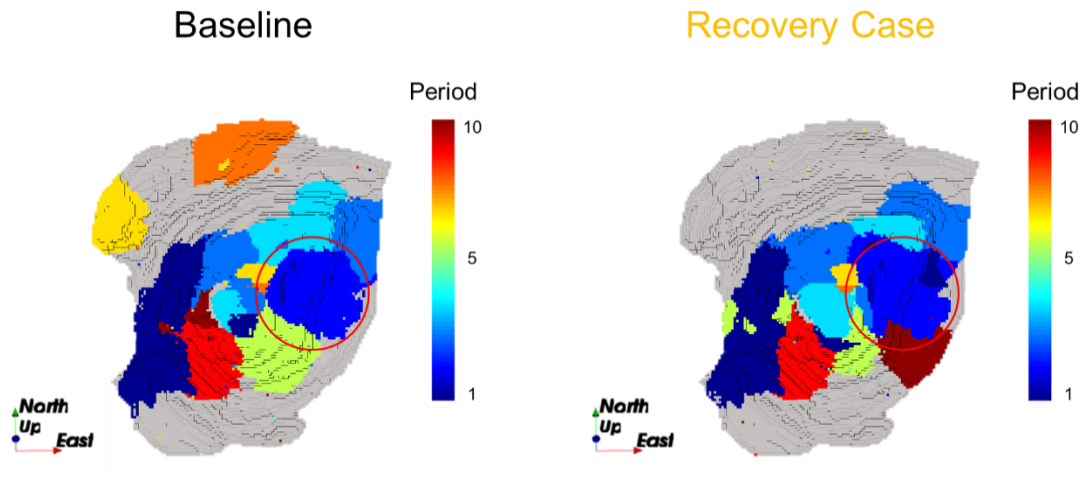 Baseline
Recovery Case
Period
10
5
1
North
Up
East
Period
10
5
1
North
Up
East